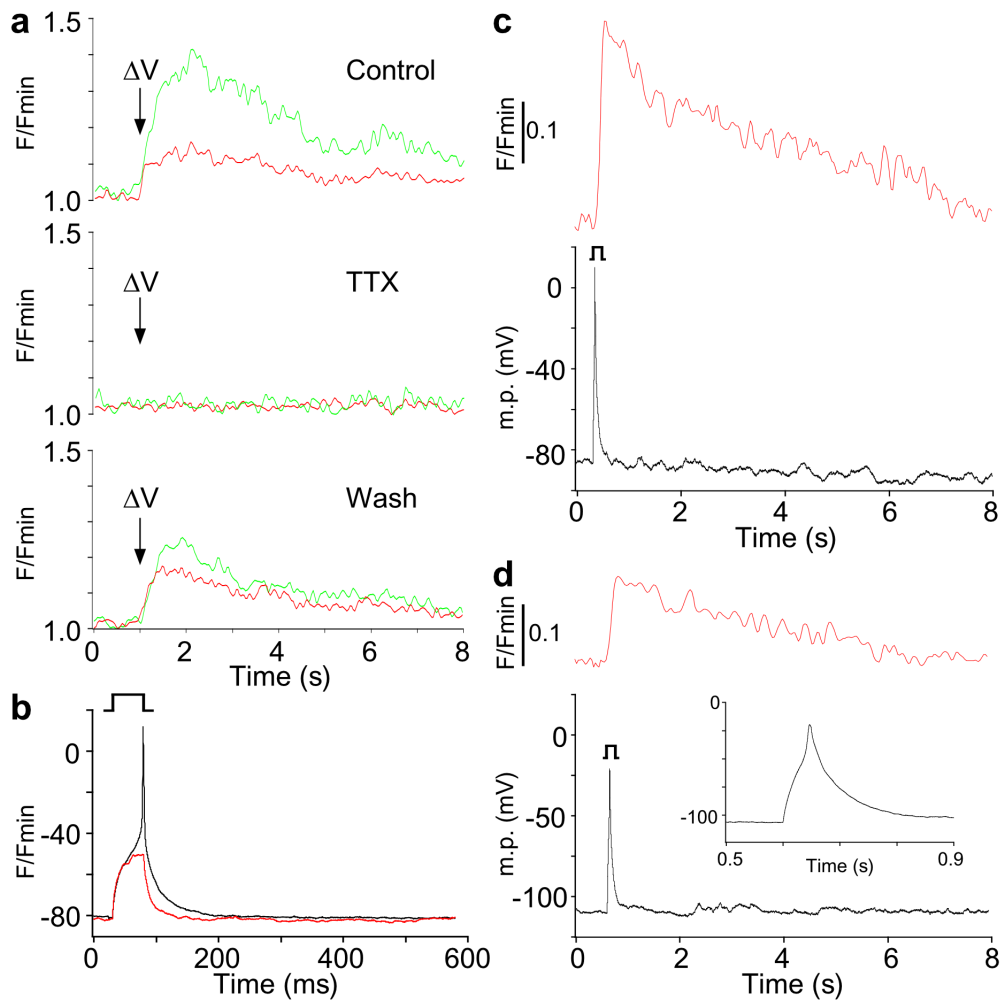 a
1.5
F/Fmin
ΔV
Control
1.0
1.5
F/Fmin
ΔV
TTX
1.0
1.5
F/Fmin
ΔV
Wash
1.0
0 2 4 6 8
Time (s)
b
F/Fmin
0
-40
-80
0 200 400 600
Time (ms)
c
F/Fmin
0.1
m.p. (mV)
0
-40
-80
0 2 4 6 8
Time (s)
d
F/Fmin
0.1
m.p. (mV)
0
-50
-100
0
-100
0.5 0.9
Time (s)
0 2 4 6 8
Time (s)